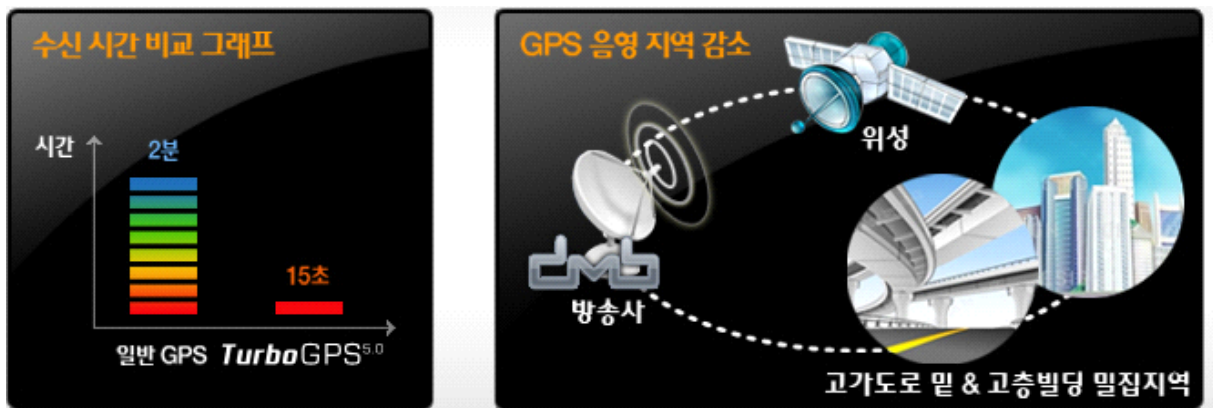 수신 시간 비교 그래프
시간
2분
15초
일반 GPS TurboGPS5.0
GPS 음영 지역 감소
위성
dmb
방송사
고가도로 밑 & 고층빌딩 밀집지역